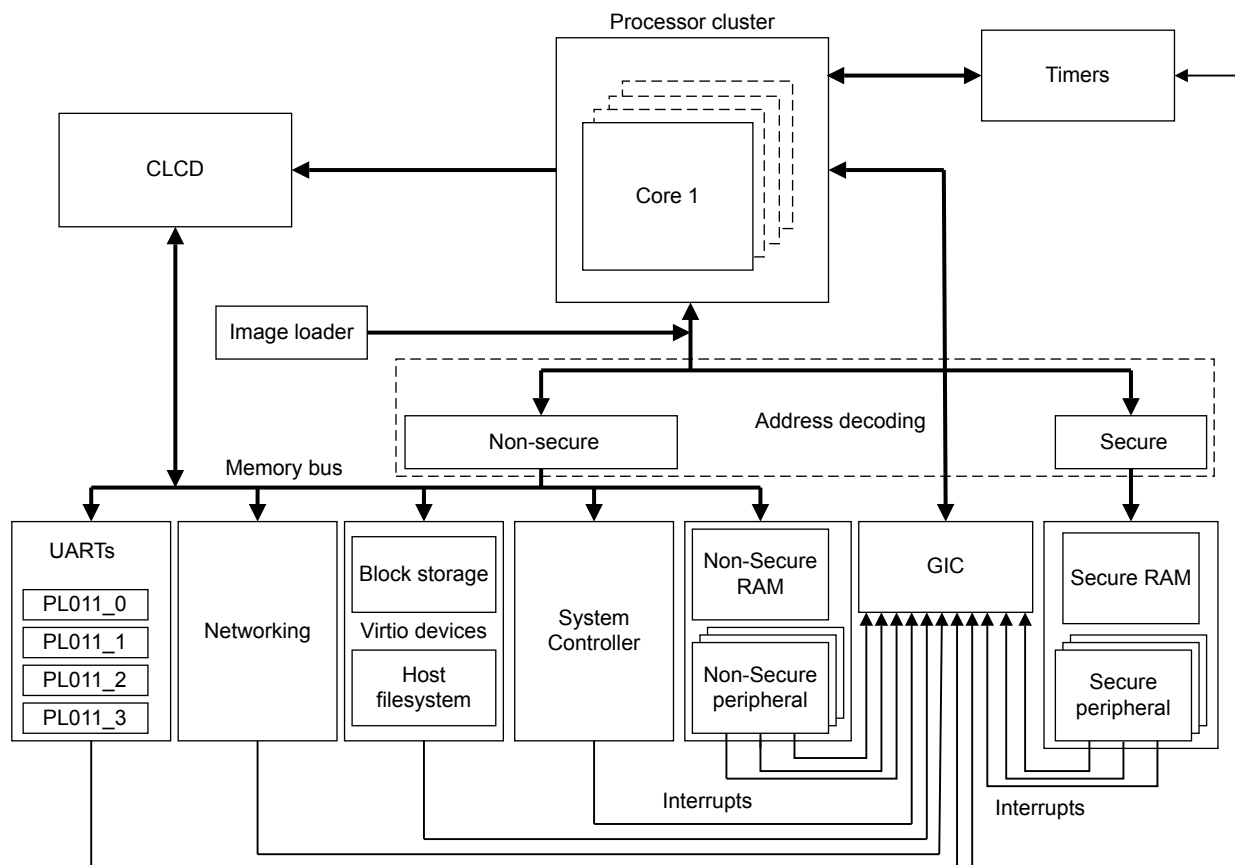 Processor cluster
Timers
CLCD
Core 1
Image loader
Address decoding
Non-secure
Secure
Memory bus
UARTs
PL011_0
PL011_1
PL011_2
PL011_3
Networking
Block storage
Virtio devices
Host
filesystem
System
Controller
Non-Secure
RAM
Non-Secure
peripheral
GIC
Secure RAM
Secure
peripheral
Interrupts
Interrupts